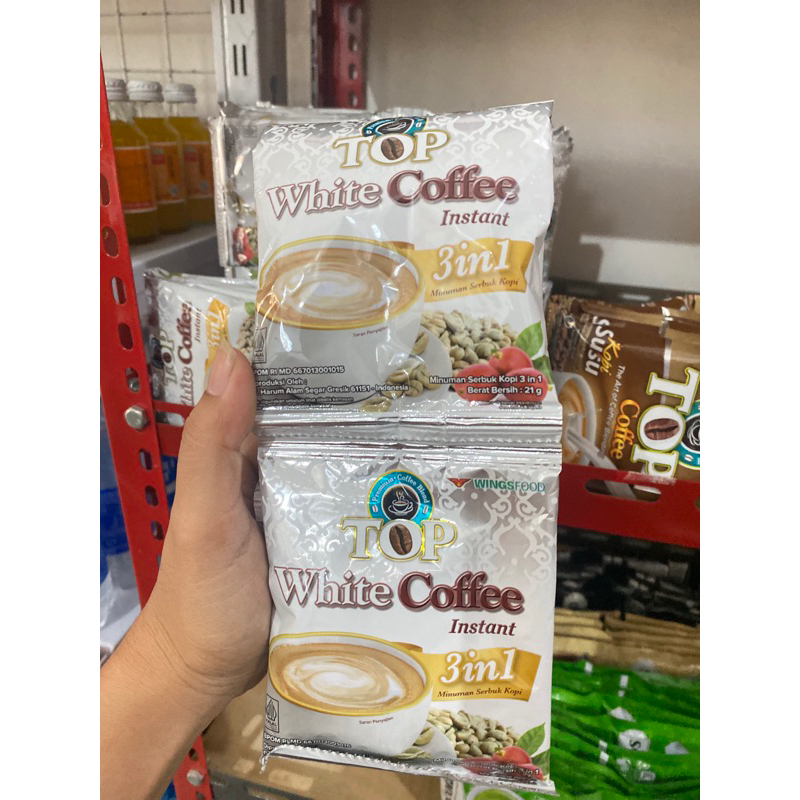 TOP
White Coffee
Instant
3in1
Minuman Serbuk Kopi
Saran Penyajian
POM RI MD 667013001015
roduksi Oleh
Harum Alam Segar Gresik 61151 - Indonesia
Minuman Serbuk Kopi 3 in 1
Berat Bersih : 21 g
TOP
White Coffee
Instant
Kopi
Susu
The Art of Coffee
TOP
Coffee
Premium Coffee Blend
WINGSFOOD
TOP
White Coffee
Instant
3in1
Minuman Serbuk Kopi
Saran Penyajian